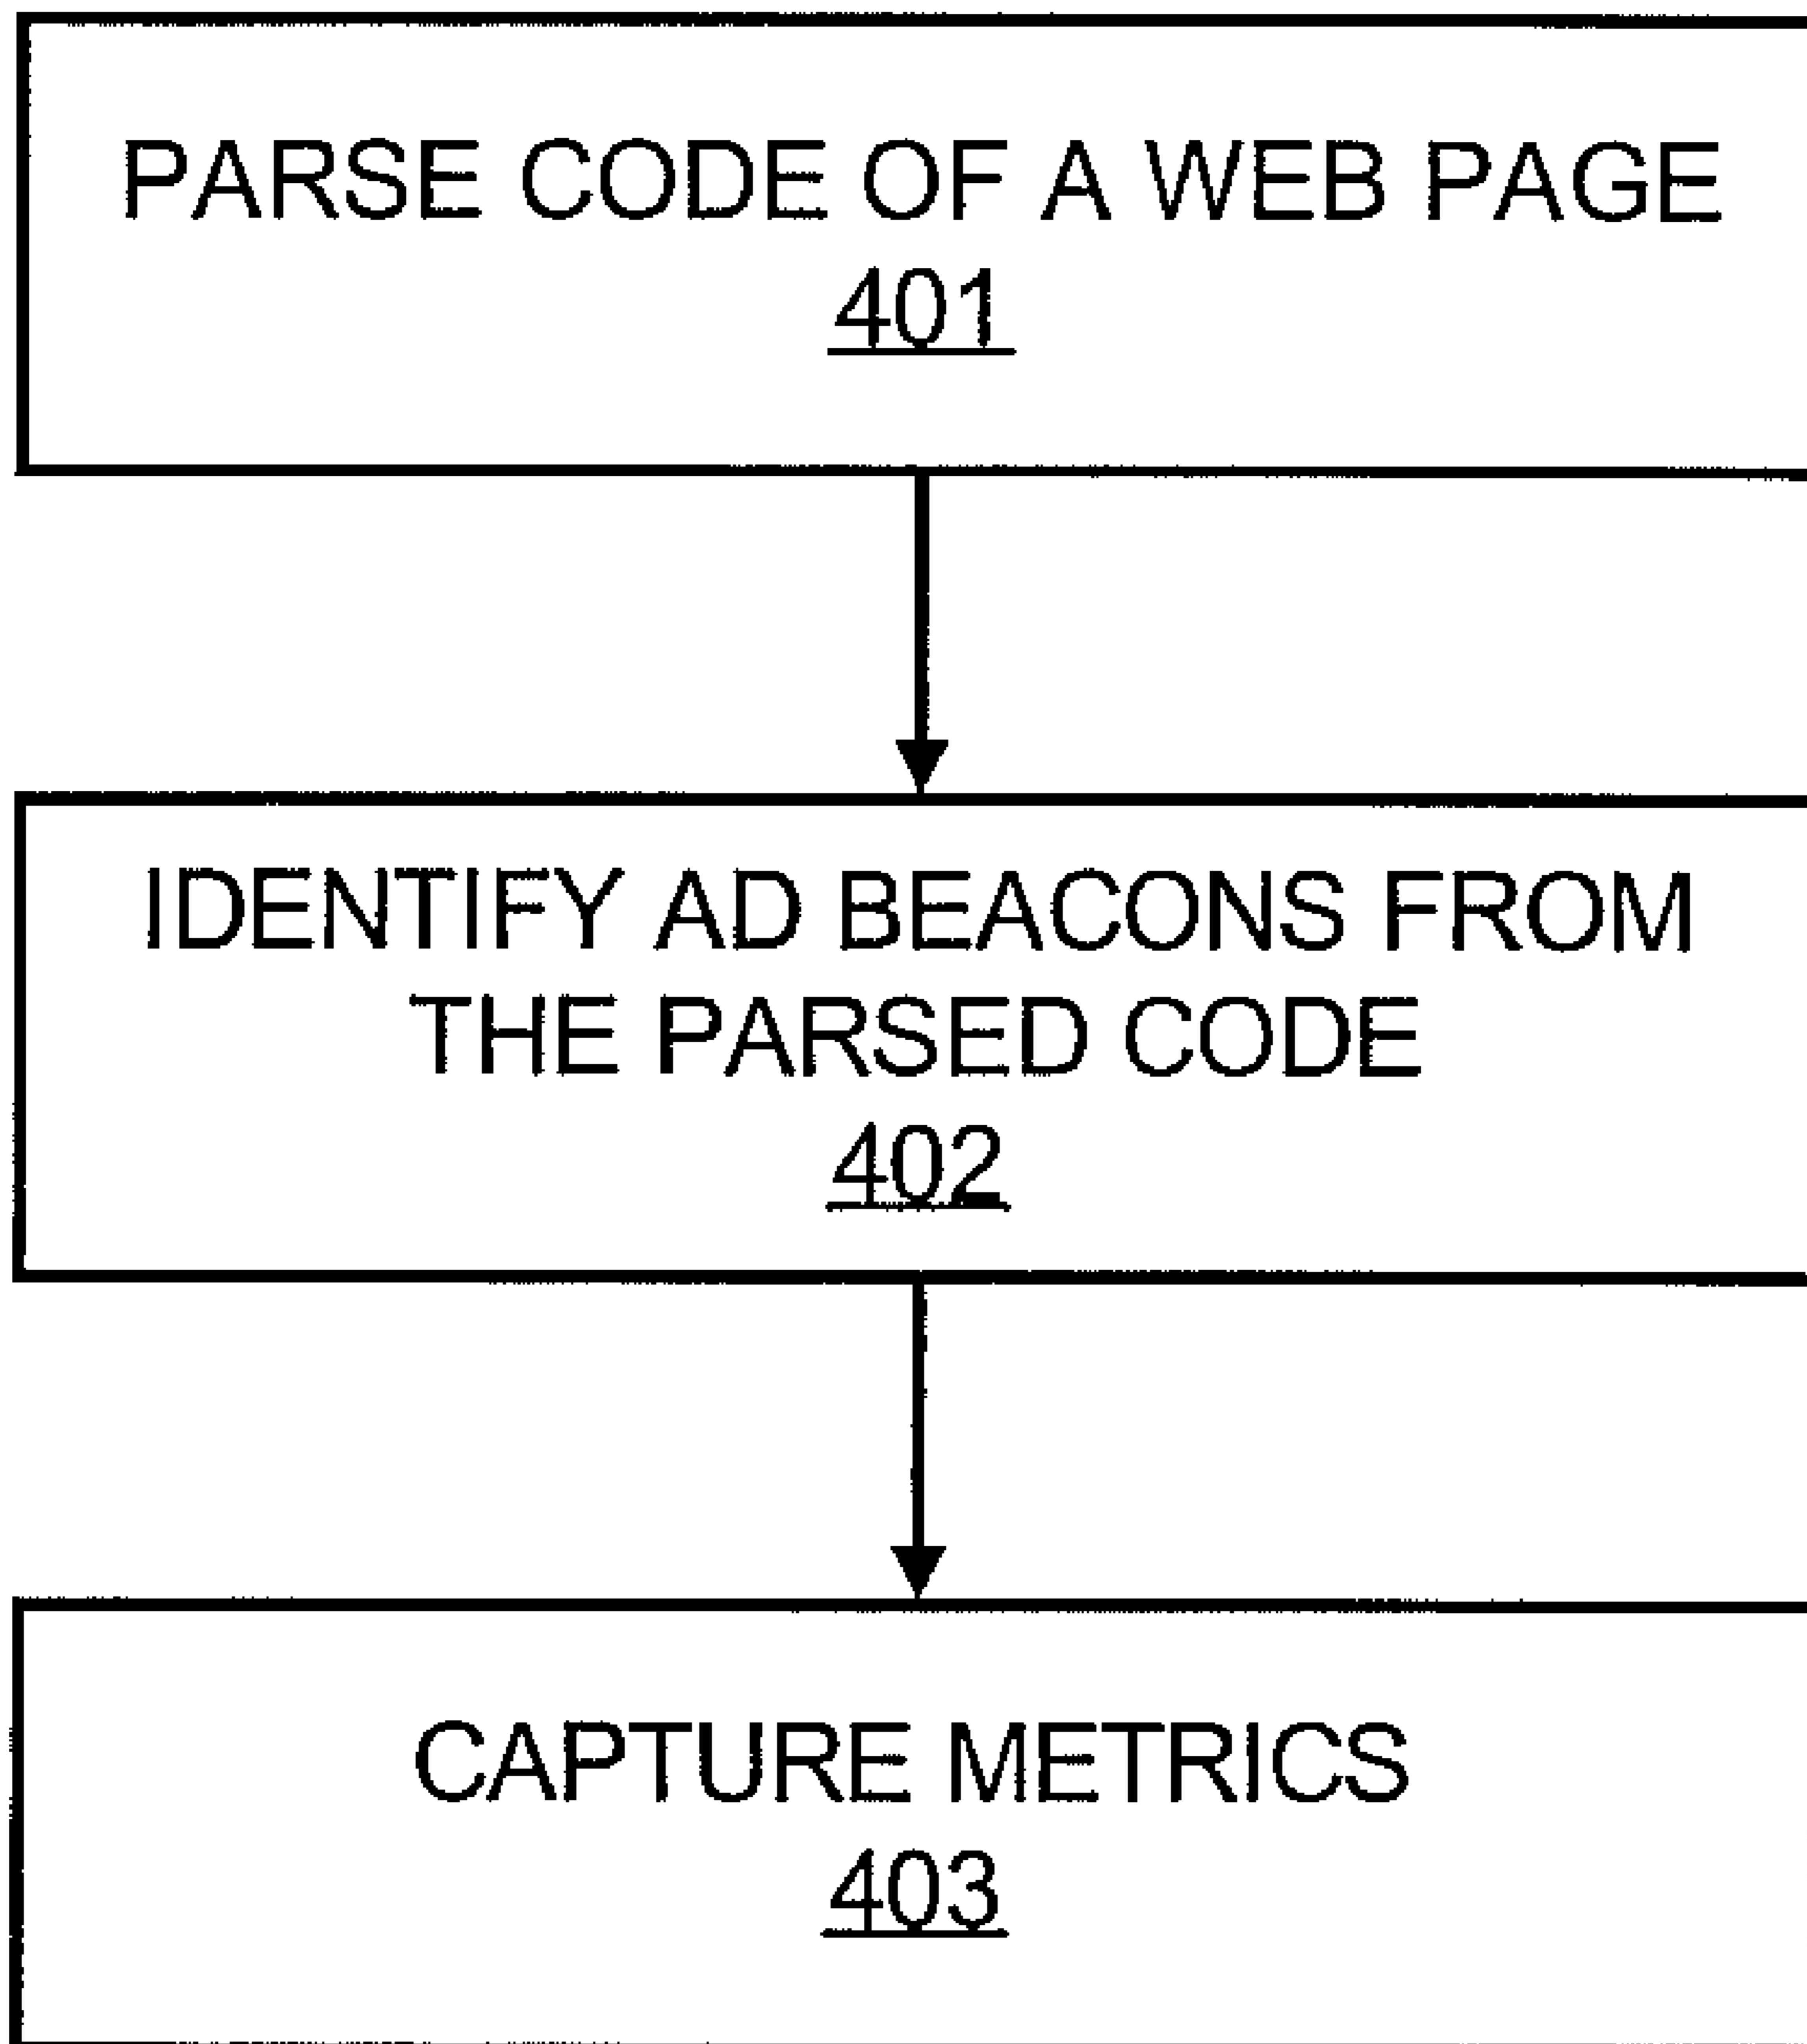 PARSE CODE OF A WEB PAGE
401
IDENTIFY AD BEACONS FROM
THE PARSED CODE
402
CAPTURE METRICS
403